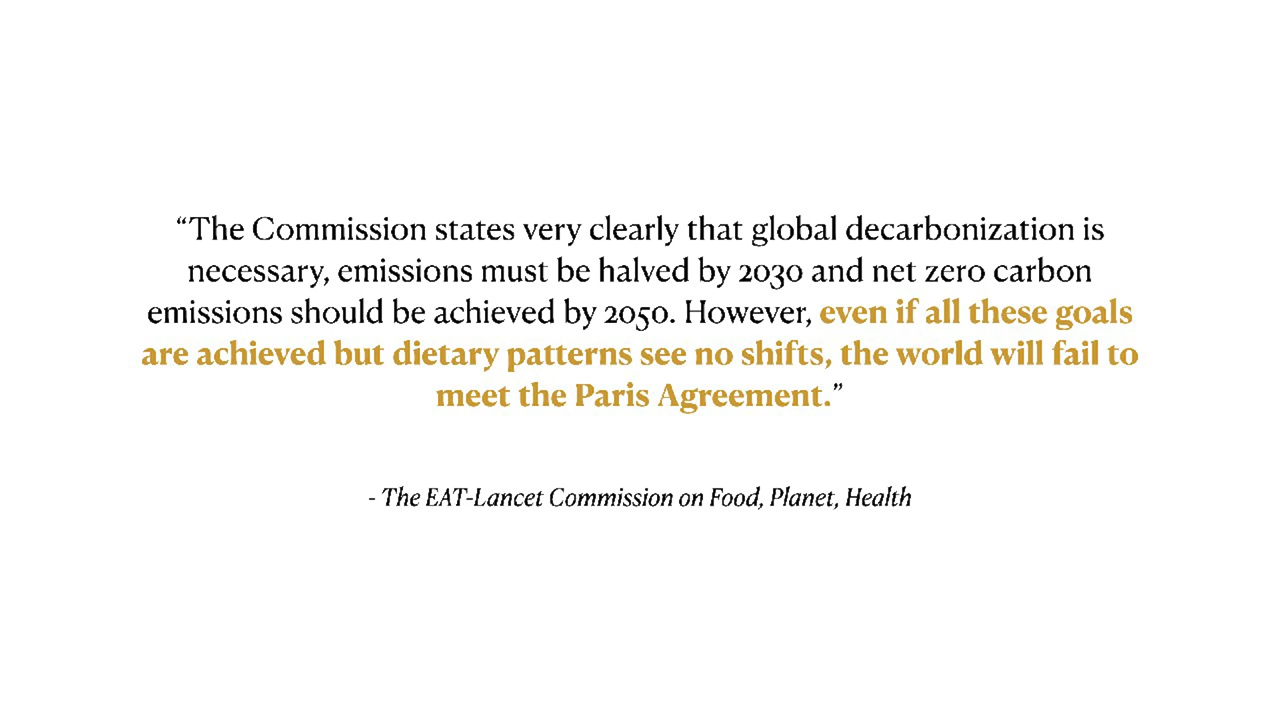 “The Commission states very clearly that global decarbonization is
necessary, emissions must be halved by 2030 and net zero carbon
emissions should be achieved by 2050. However, even if all these goals
are achieved but dietary patterns see no shifts, the world will fail to
meet the Paris Agreement.”
- The EAT-Lancet Commission on Food, Planet, Health